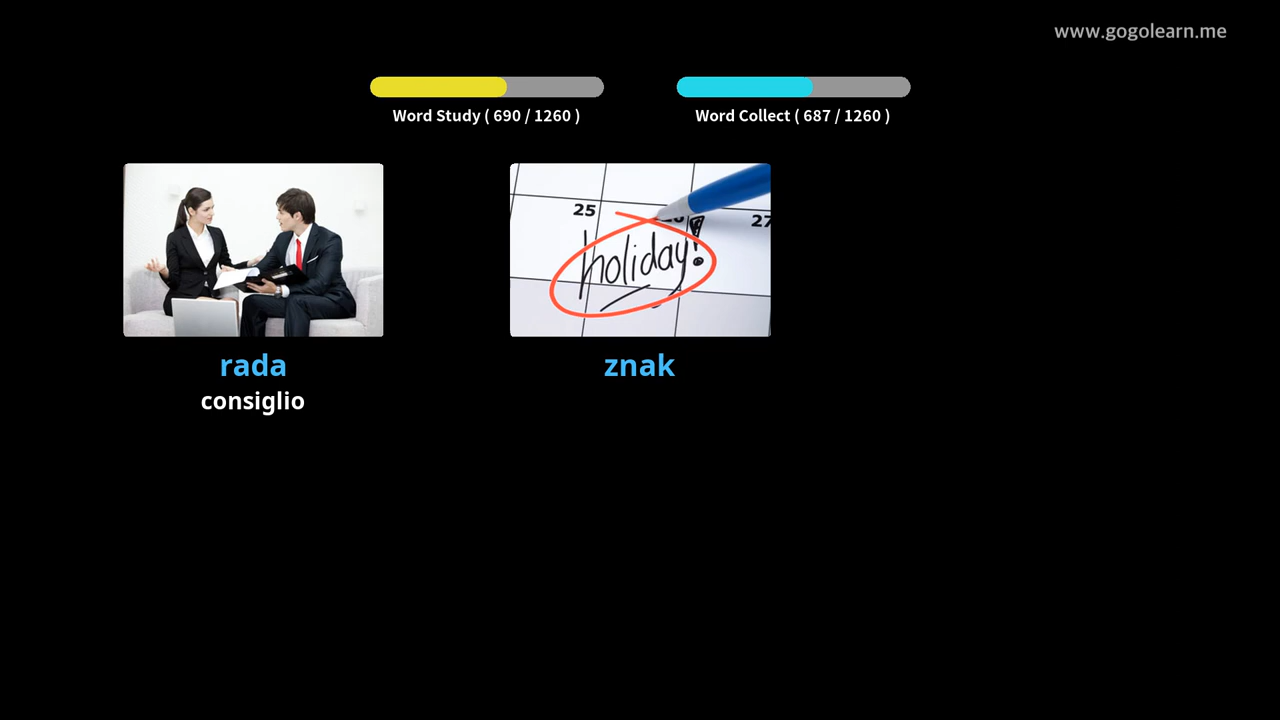 www.gogolearn.me
Word Study ( 690 / 1260 )
Word Collect ( 687 / 1260 )
25
27
holiday!
rada
znak
consiglio